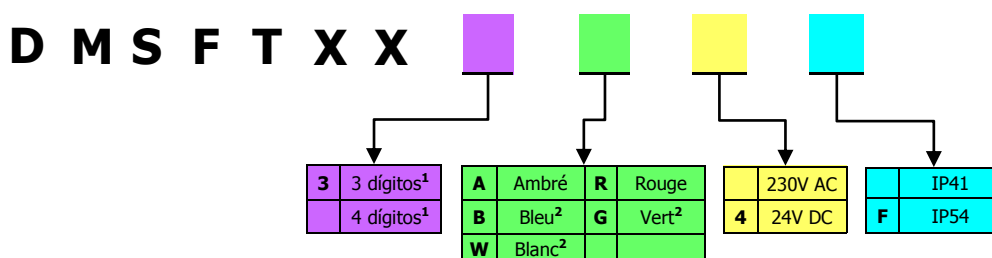 D M S F T X X
3 3 dígitos¹ A Ambré R Rouge 230V AC IP41
4 dígitos¹ B Bleu² G Vert² 4 24V DC F IP54
W Blanc²